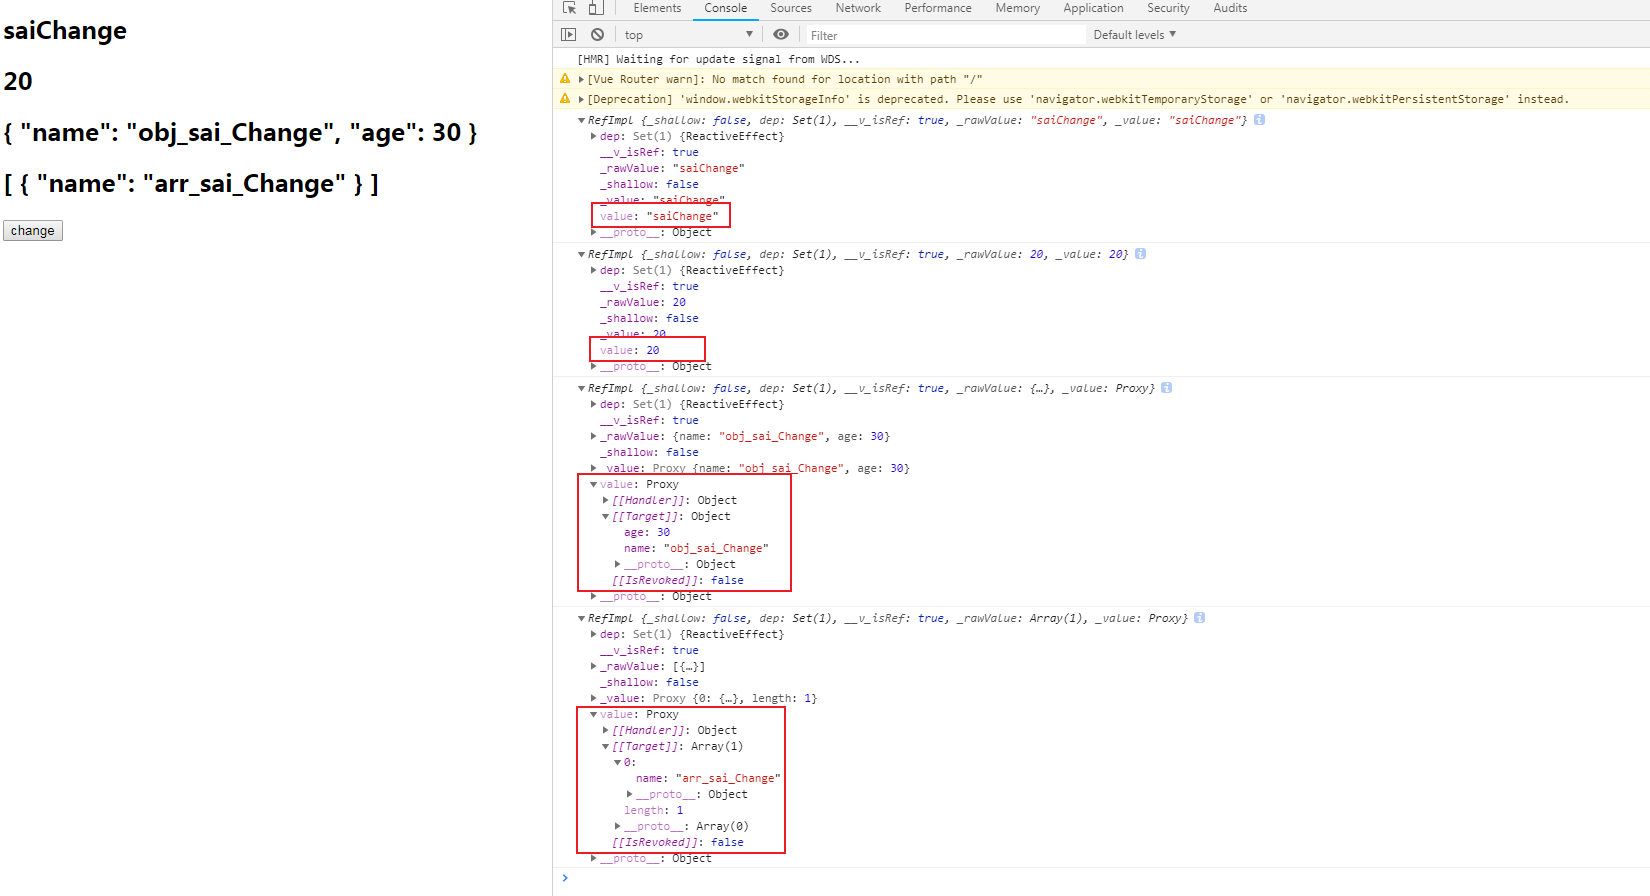 saiChange
20
{ "name": "obj_sai_Change", "age": 30 }
[ { "name": "arr_sai_Change" } ]
change
Elements Console Sources Network Performance Memory Application Security Audits
top Filter Default levels
[HMR] Waiting for update signal from WDS...
[Vue Router warn]: No match found for location with path "/"
[Deprecation] 'window.webkitStorageInfo' is deprecated. Please use 'navigator.webkitTemporaryStorage' or 'navigator.webkitPersistentStorage' instead.
RefImpl {_shallow: false, dep: Set(1), __v_isRef: true, _rawValue: "saiChange", _value: "saiChange"}
dep: Set(1) {ReactiveEffect}
__v_isRef: true
_rawValue: "saiChange"
_shallow: false
_value: "saiChange"
value: "saiChange"
__proto__: Object
RefImpl {_shallow: false, dep: Set(1), __v_isRef: true, _rawValue: 20, _value: 20}
dep: Set(1) {ReactiveEffect}
__v_isRef: true
_rawValue: 20
_shallow: false
_value: 20
value: 20
__proto__: Object
RefImpl {_shallow: false, dep: Set(1), __v_isRef: true, _rawValue: {…}, _value: Proxy}
dep: Set(1) {ReactiveEffect}
__v_isRef: true
_rawValue: {name: "obj_sai_Change", age: 30}
_shallow: false
_value: Proxy {name: "obj_sai_Change", age: 30}
value: Proxy
[[Handler]]: Object
[[Target]]: Object
age: 30
name: "obj_sai_Change"
__proto__: Object
[[IsRevoked]]: false
__proto__: Object
RefImpl {_shallow: false, dep: Set(1), __v_isRef: true, _rawValue: Array(1), _value: Proxy}
dep: Set(1) {ReactiveEffect}
__v_isRef: true
_rawValue: [{…}]
_shallow: false
_value: Proxy {0: {…}, length: 1}
value: Proxy
[[Handler]]: Object
[[Target]]: Array(1)
0:
name: "arr_sai_Change"
__proto__: Object
length: 1
__proto__: Array(0)
[[IsRevoked]]: false
__proto__: Object